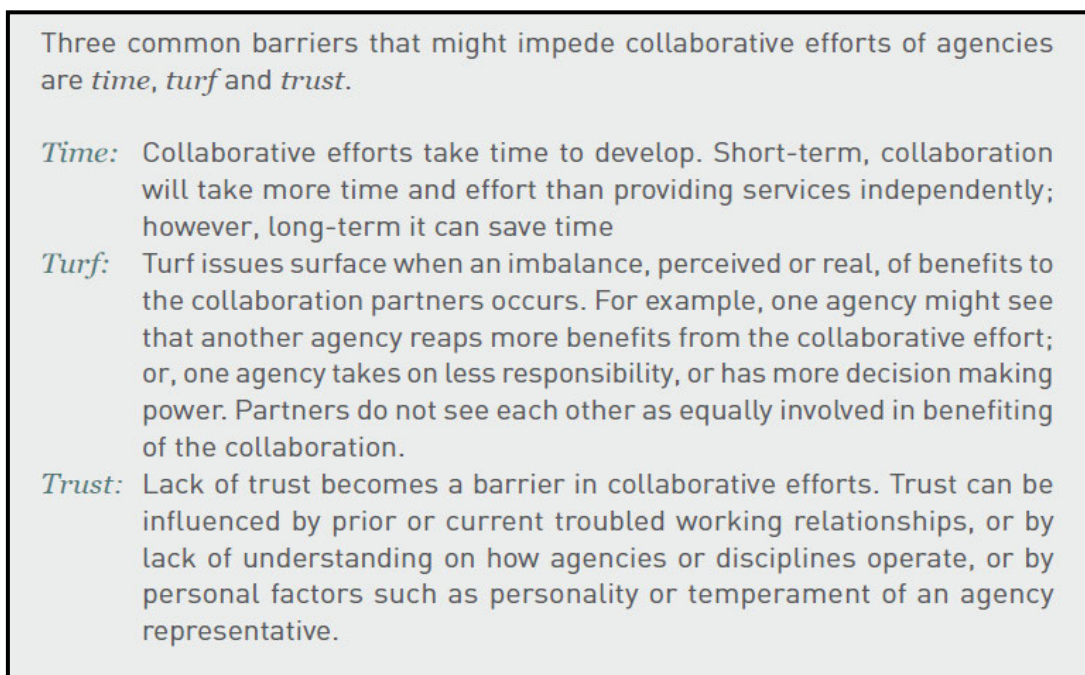 Three common barriers that might impede collaborative efforts of agencies
are time, turf and trust.
Time: Collaborative efforts take time to develop. Short-term, collaboration
will take more time and effort than providing services independently;
however, long-term it can save time
Turf: Turf issues surface when an imbalance, perceived or real, of benefits to
the collaboration partners occurs. For example, one agency might see
that another agency reaps more benefits from the collaborative effort;
or, one agency takes on less responsibility, or has more decision making
power. Partners do not see each other as equally involved in benefiting
of the collaboration.
Trust: Lack of trust becomes a barrier in collaborative efforts. Trust can be
influenced by prior or current troubled working relationships, or by
lack of understanding on how agencies or disciplines operate, or by
personal factors such as personality or temperament of an agency
representative.